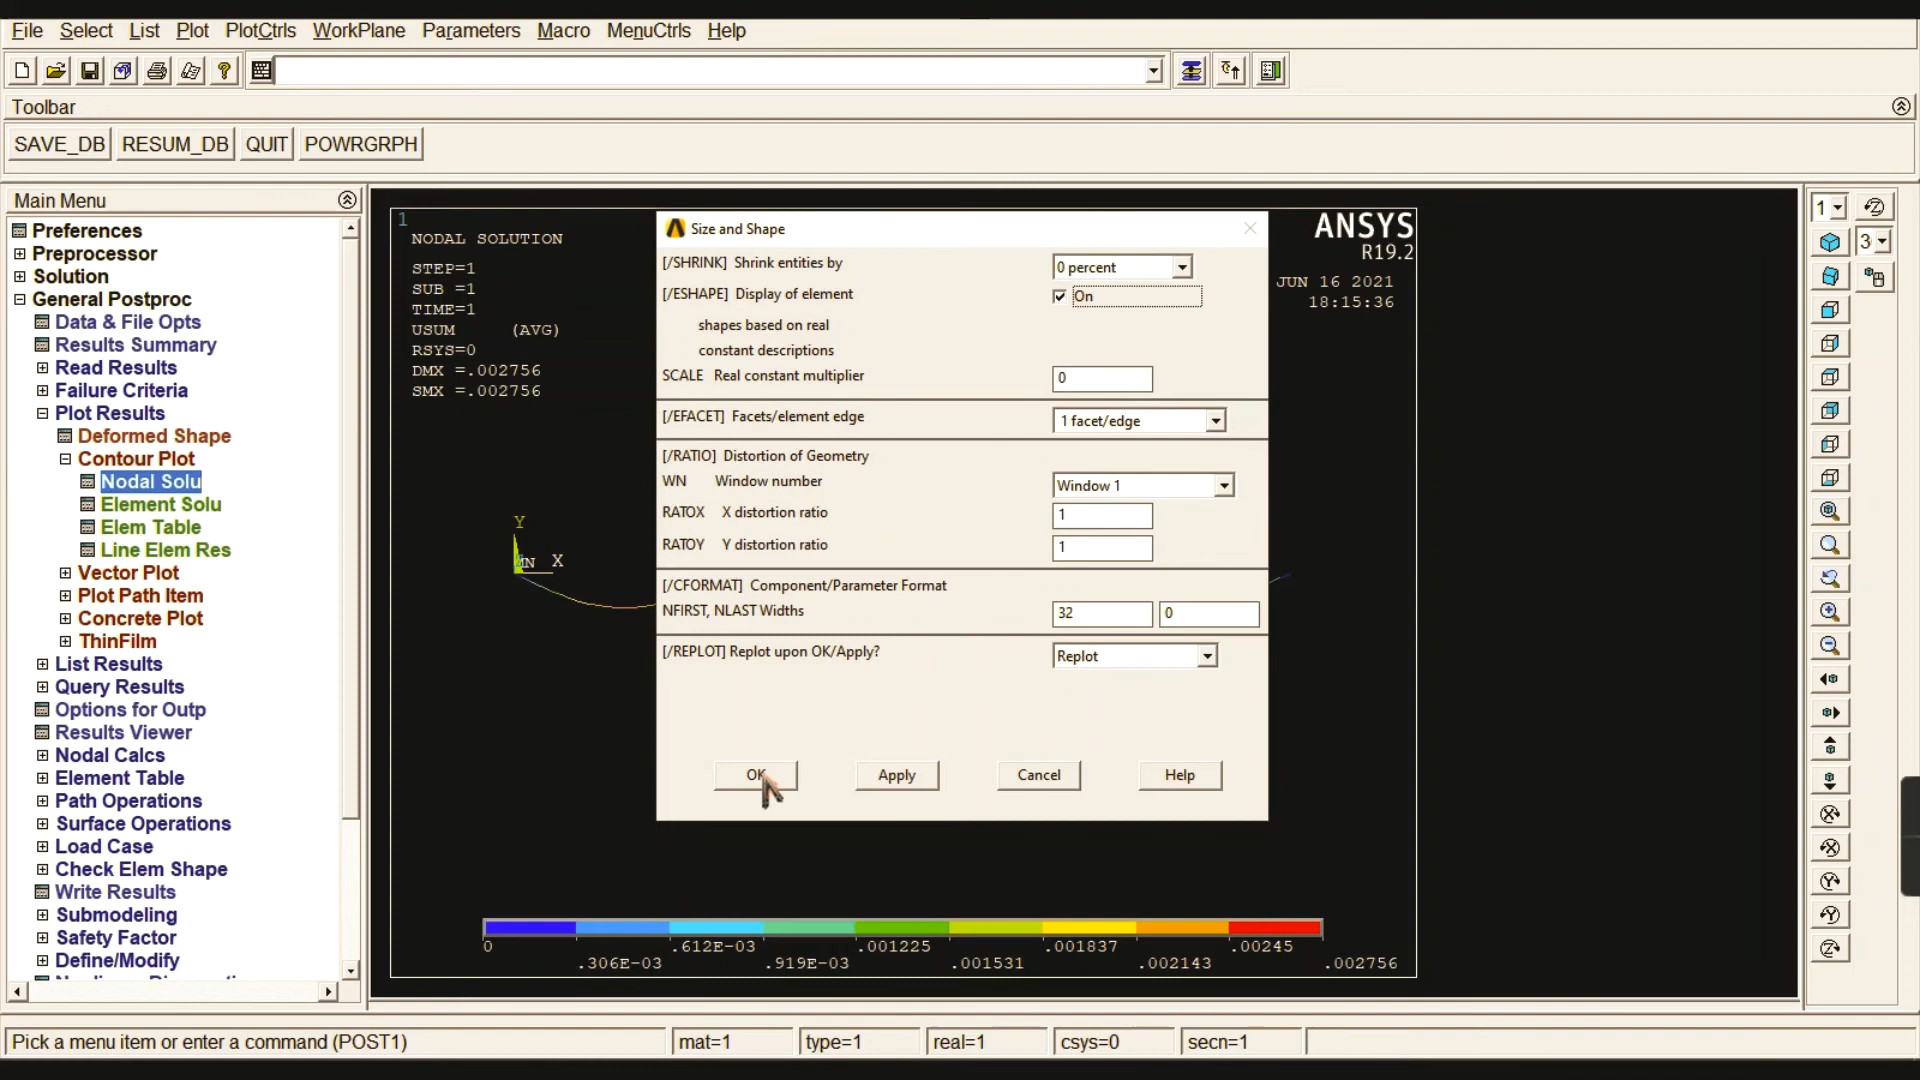 File Select List Plot PlotCtrls WorkPlane Parameters Macro MenuCtrls Help
Toolbar
SAVE_DB RESUM_DB QUIT POWRGRPH
Main Menu
Preferences
Preprocessor
Solution
General Postproc
Data & File Opts
Results Summary
Read Results
Failure Criteria
Plot Results
Deformed Shape
Contour Plot
Nodal Solu
Element Solu
Elem Table
Line Elem Res
Vector Plot
Plot Path Item
Concrete Plot
ThinFilm
List Results
Query Results
Options for Outp
Results Viewer
Nodal Calcs
Element Table
Path Operations
Surface Operations
Load Case
Check Elem Shape
Write Results
Submodeling
Safety Factor
Define/Modify
1
NODAL SOLUTION
STEP=1
SUB =1
TIME=1
USUM (AVG)
RSYS=0
DMX =.002756
SMX =.002756
Y
X
ANSYS
R19.2
JUN 16 2021
18:15:36
Size and Shape
[/SHRINK] Shrink entities by 0 percent
[/ESHAPE] Display of element On
shapes based on real
constant descriptions
SCALE Real constant multiplier 0
[/EFACET] Facets/element edge 1 facet/edge
[/RATIO] Distortion of Geometry
WN Window number Window 1
RATOX X distortion ratio 1
RATOY Y distortion ratio 1
[/CFORMAT] Component/Parameter Format
NFIRST, NLAST Widths 32 0
[/REPLOT] Replot upon OK/Apply? Replot
OK Apply Cancel Help
0 .612E-03 .001225 .001837 .00245
.306E-03 .919E-03 .001531 .002143 .002756
1
3
Pick a menu item or enter a command (POST1) mat=1 type=1 real=1 csys=0 secn=1